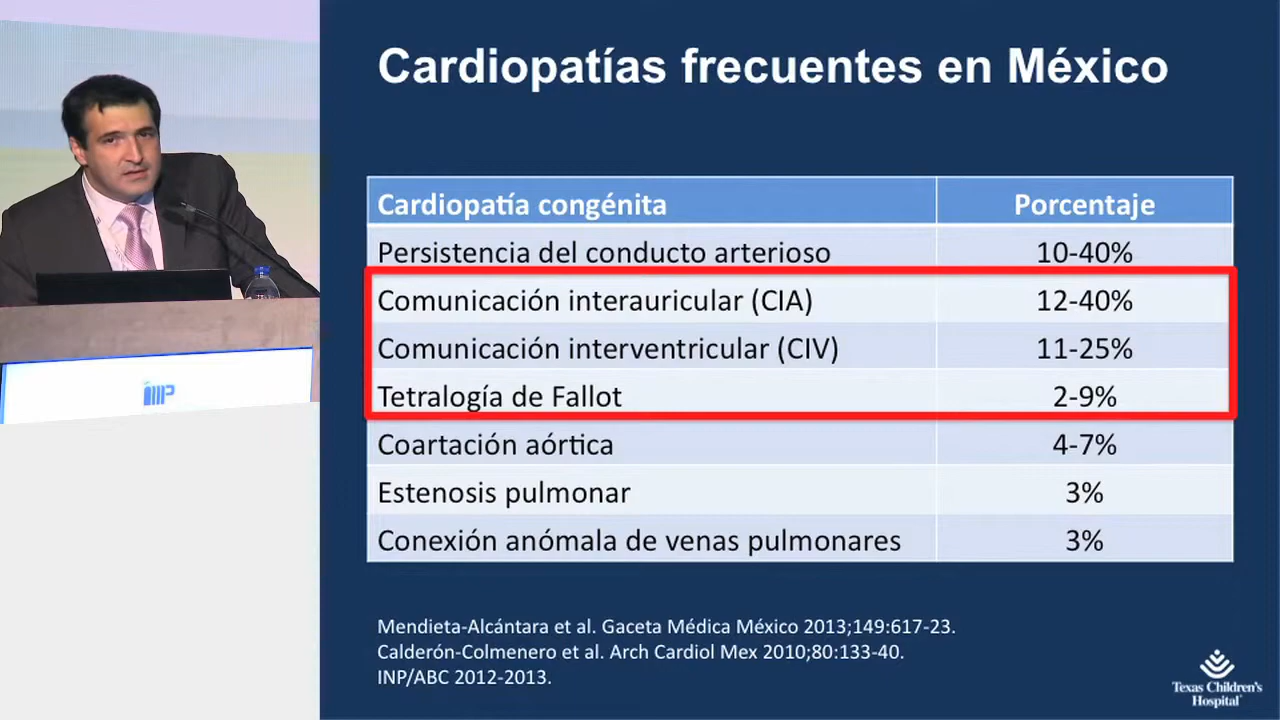 Cardiopatías frecuentes en México
Cardiopatía congénita Porcentaje
Persistencia del conducto arterioso 10-40%
Comunicación interauricular (CIA) 12-40%
Comunicación interventricular (CIV) 11-25%
Tetralogía de Fallot 2-9%
Coartación aórtica 4-7%
Estenosis pulmonar 3%
Conexión anómala de venas pulmonares 3%
Mendieta-Alcántara et al. Gaceta Médica México 2013;149:617-23.
Calderón-Colmenero et al. Arch Cardiol Mex 2010;80:133-40.
INP/ABC 2012-2013.
Texas Children's
Hospital